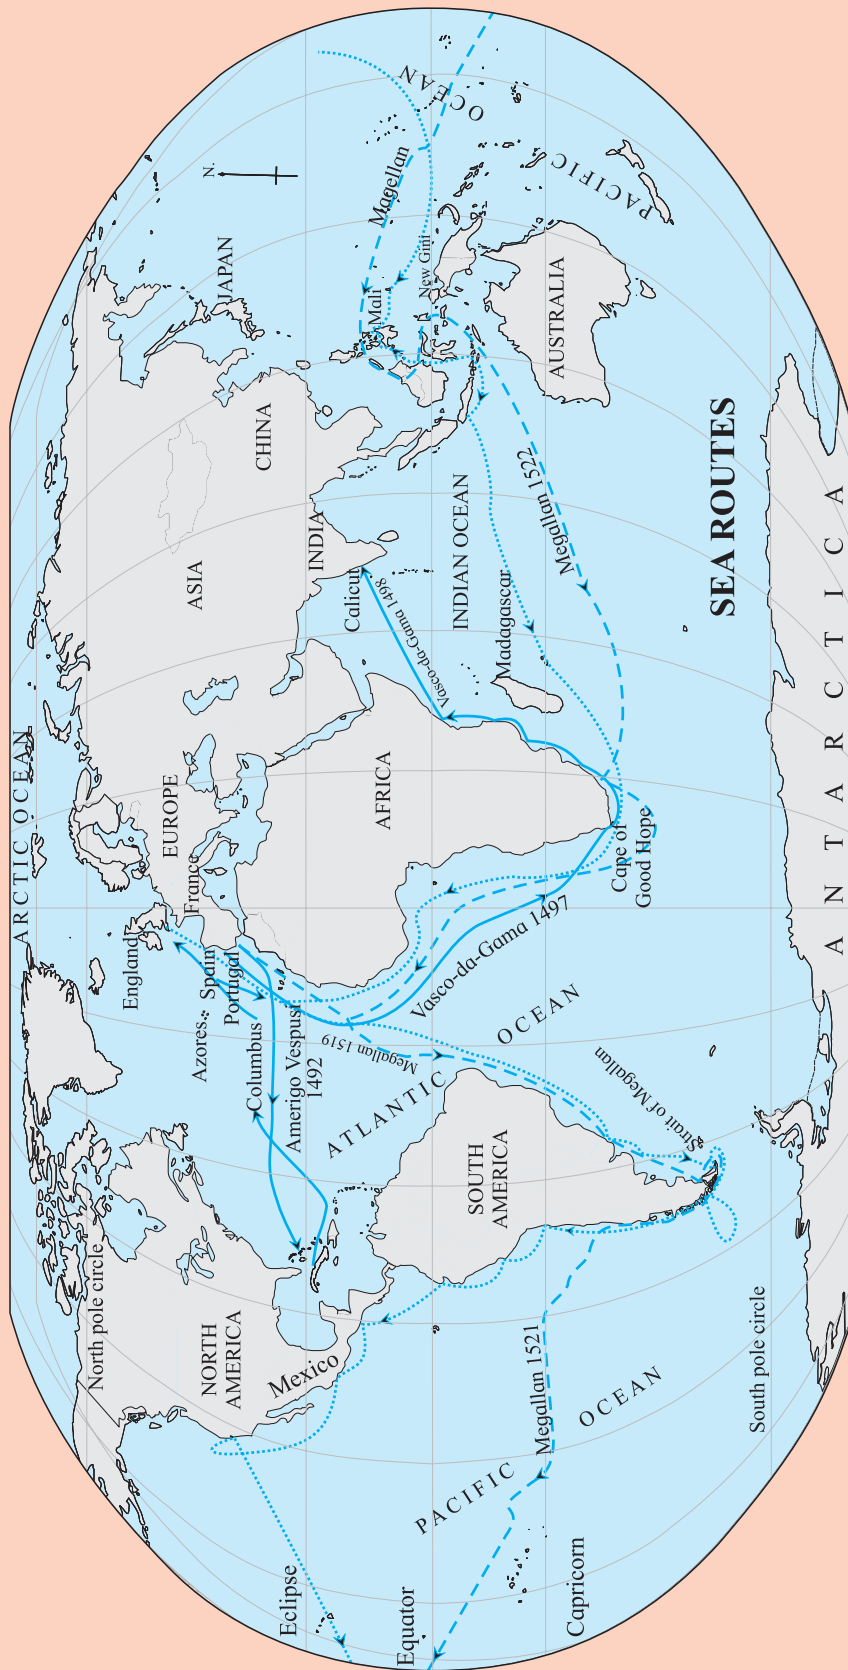 ARCTIC OCEAN
North pole circle
NORTH
AMERICA
Mexico
England
France
EUROPE
Spain
Portugal
Azores
Columbus
Amerigo Vespusi
1492
ASIA
CHINA
JAPAN
INDIA
Calicut
N.
Eclipse
Equator
Capricorn
PACIFIC
OCEAN
Megallan 1521
SOUTH
AMERICA
ATLANTIC
OCEAN
Megallan 1519
Strait of Megallan
AFRICA
Vasco-da-Gama 1497
Vasco-da-Gama 1498
Cape of
Good Hope
Madagascar
INDIAN OCEAN
Megallan 1522
Mali
New Gini
Magellan
AUSTRALIA
PACIFIC
OCEAN
SEA ROUTES
South pole circle
ANTARCTICA